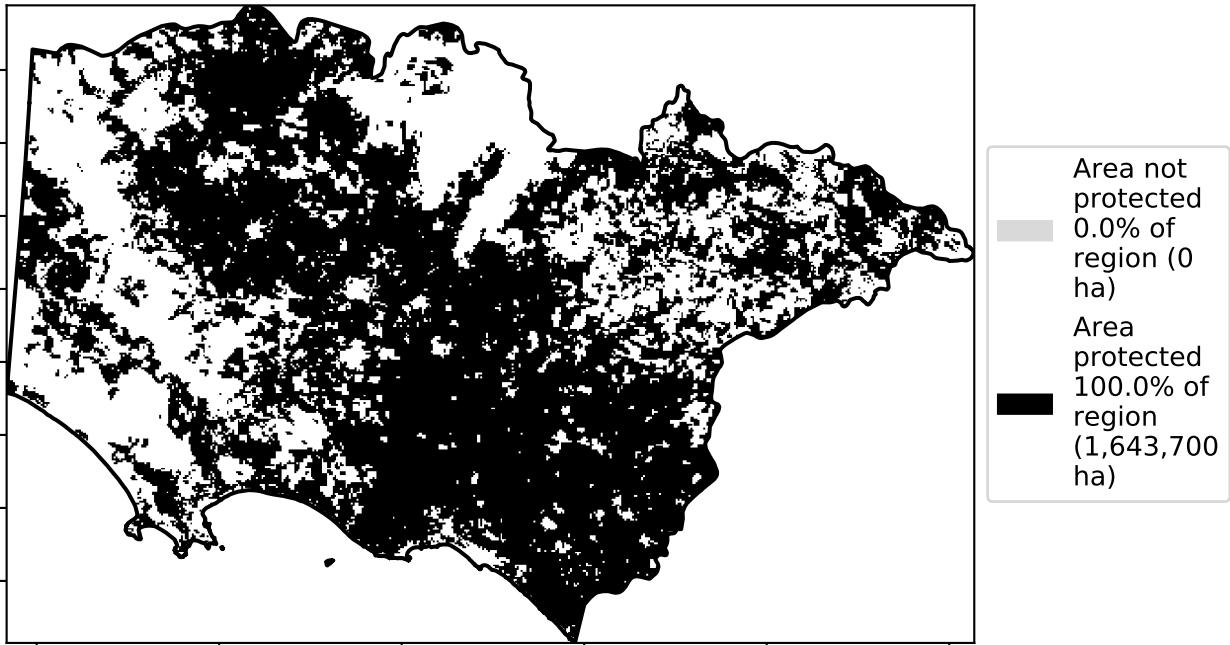 Area not
protected
0.0% of
region (0
ha)
Area
protected
100.0% of
region
(1,643,700
ha)